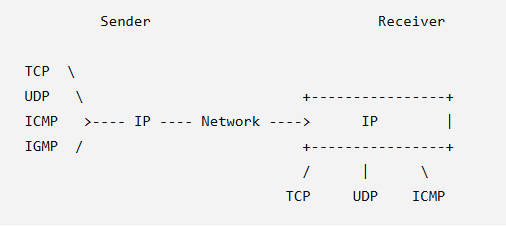 Sender                            Receiver
TCP  \
UDP   \                          +----------------+
ICMP   >---- IP ---- Network ---->      IP        |
IGMP  /                          +----------------+
                                 /      |      \
                               TCP     UDP    ICMP